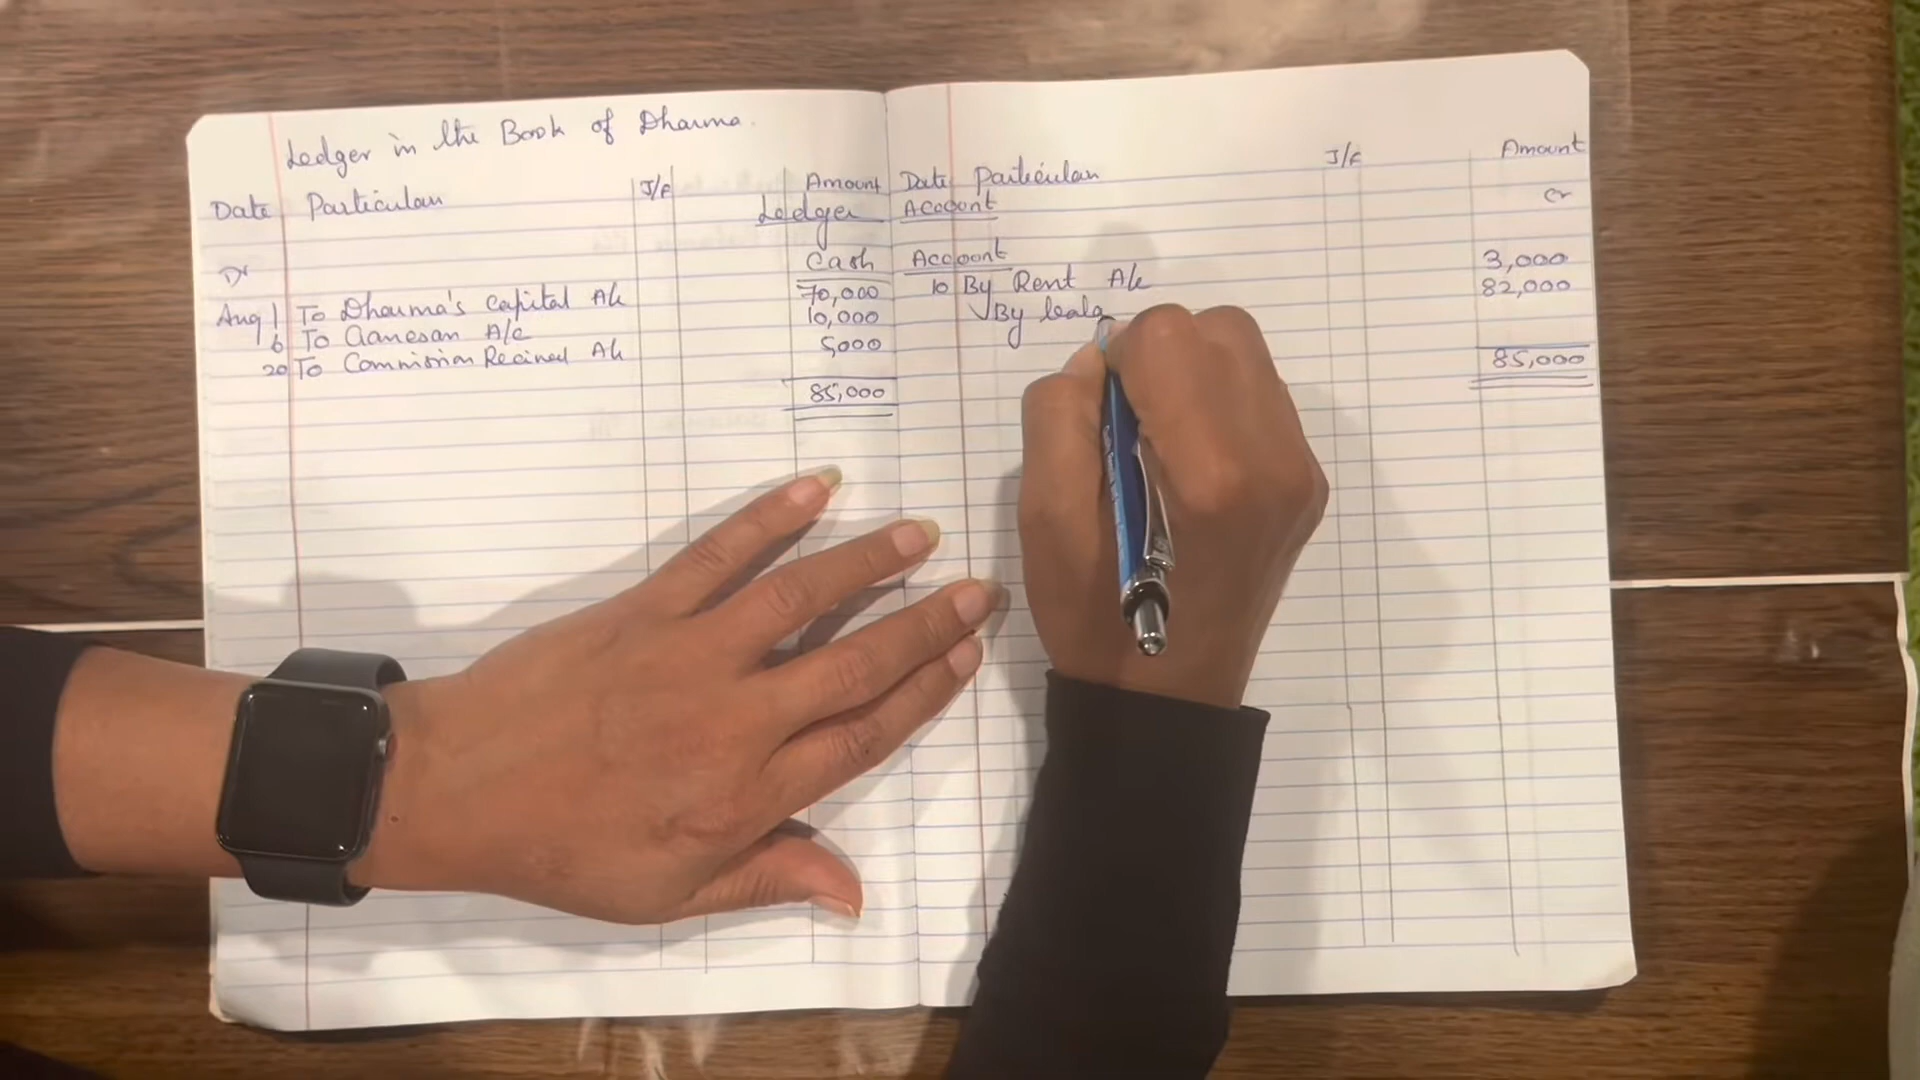 Ledger in the Book of Dharma.
Date Particulars J/F Amount Date Particulars J/F Amount
Ledger Account
Dr Cr
Cash Account
Aug 1 To Dharma's Capital A/c 70,000 10 By Rent A/c 3,000
6 To Ganesan A/c 10,000 By bala 82,000
20 To Commission Recived A/c 5,000
85,000 85,000